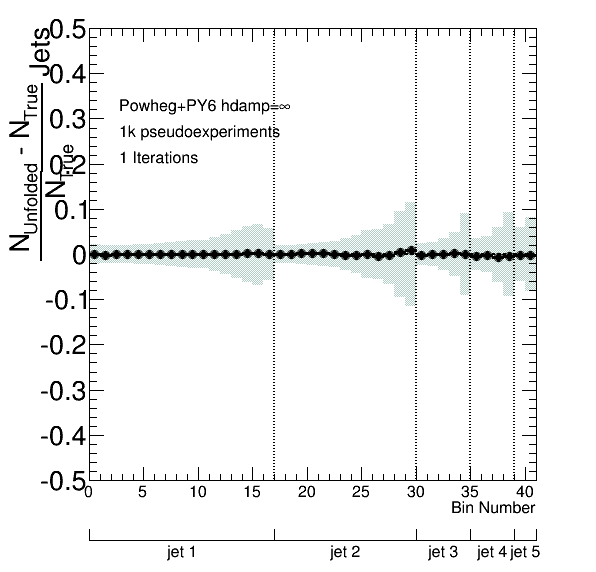 N_Unfolded - N_True Jets
N_True
0.5
0.4
0.3
0.2
0.1
0
-0.1
-0.2
-0.3
-0.4
-0.5
Powheg+PY6 hdamp=∞
1k pseudoexperiments
1 Iterations
0 5 10 15 20 25 30 35 40
Bin Number
jet 1 jet 2 jet 3 jet 4 jet 5